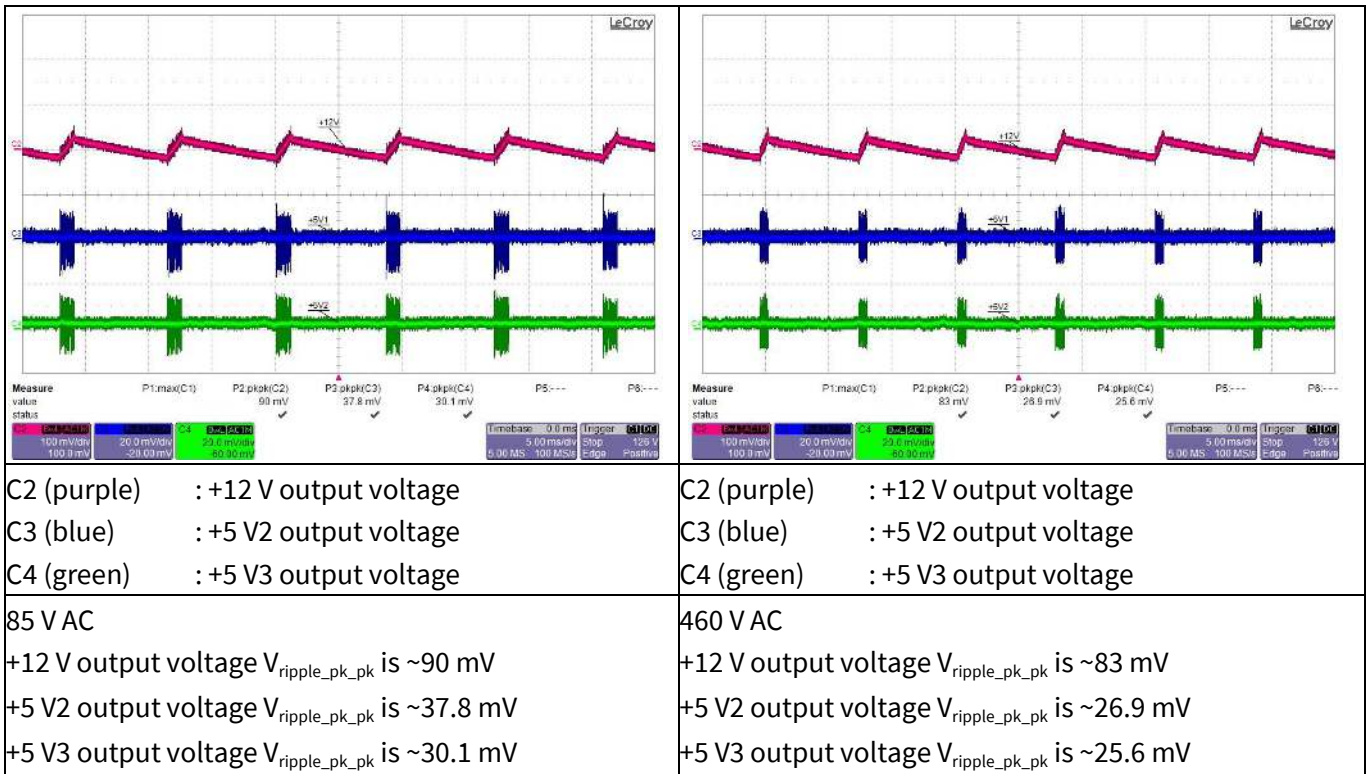 LeCroy
+12V
+5V1
+5V2
Measure P1:max(C1) P2:pkpk(C2) P3:pkpk(C3) P4:pkpk(C4) P5:--- P6:---
value 90 mV 37.8 mV 30.1 mV
status
C2
100 mV/div
100.0 mV
20.0 mV/div
-20.00 mV
C4
20.0 mV/div
-60.00 mV
Timebase 0.0 ms
5.00 ms/div
5.00 MS 100 MS/s
Trigger C1 DC
Stop 126 V
Edge Positive
LeCroy
+12V
+5V1
+5V2
Measure P1:max(C1) P2:pkpk(C2) P3:pkpk(C3) P4:pkpk(C4) P5:--- P6:---
value 83 mV 26.9 mV 25.6 mV
status
C2
100 mV/div
100.0 mV
20.0 mV/div
-20.00 mV
C4
20.0 mV/div
-60.00 mV
Timebase 0.0 ms
5.00 ms/div
5.00 MS 100 MS/s
Trigger C1 DC
Stop 126 V
Edge Positive
C2 (purple) : +12 V output voltage
C3 (blue) : +5 V2 output voltage
C4 (green) : +5 V3 output voltage
C2 (purple) : +12 V output voltage
C3 (blue) : +5 V2 output voltage
C4 (green) : +5 V3 output voltage
85 V AC
+12 V output voltage Vripple_pk_pk is ~90 mV
+5 V2 output voltage Vripple_pk_pk is ~37.8 mV
+5 V3 output voltage Vripple_pk_pk is ~30.1 mV
460 V AC
+12 V output voltage Vripple_pk_pk is ~83 mV
+5 V2 output voltage Vripple_pk_pk is ~26.9 mV
+5 V3 output voltage Vripple_pk_pk is ~25.6 mV